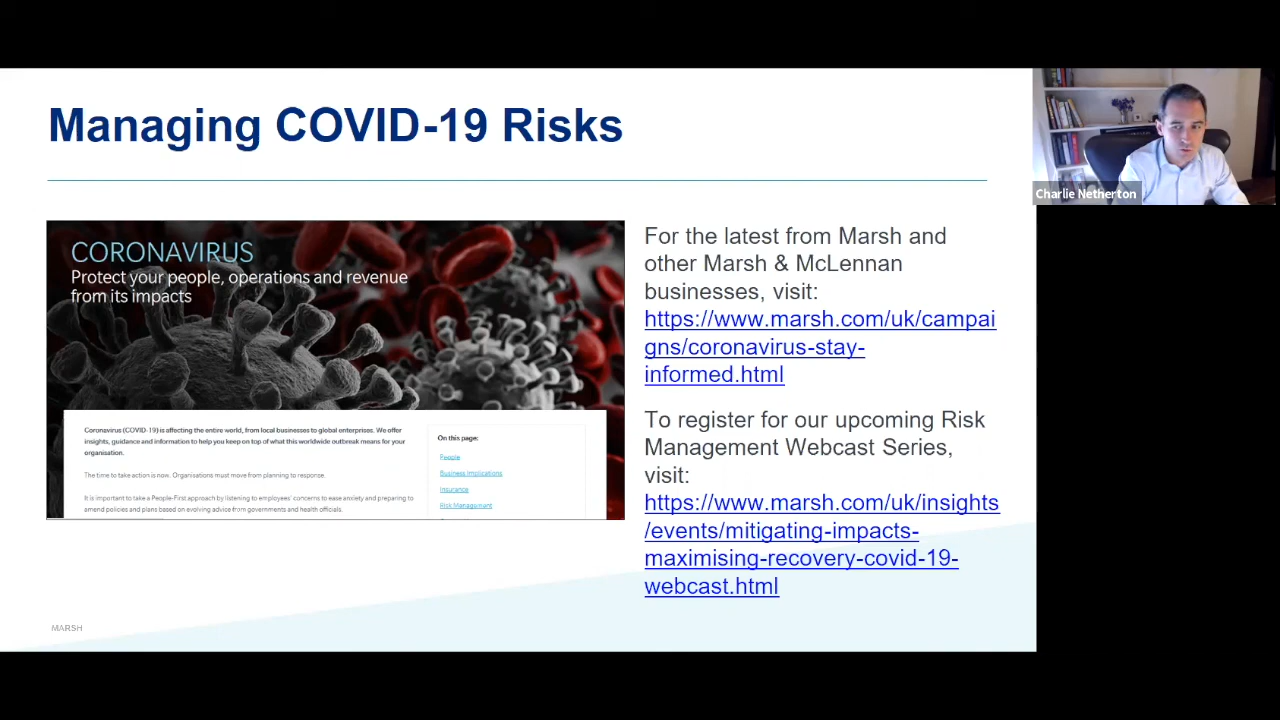 Managing COVID-19 Risks
Charlie Netherton
CORONAVIRUS
Protect your people, operations and revenue
from its impacts
Coronavirus (COVID-19) is affecting the entire world, from local businesses to global enterprises. We offer
insights, guidance and information to help you keep on top of what this worldwide outbreak means for your
organisation.
The time to take action is now. Organisations must move from planning to response.
It is important to take a People-First approach by listening to employees' concerns to ease anxiety and preparing to
amend policies and plans based on evolving advice from governments and health officials.
On this page:
People
Business Implications
Insurance
Risk Management
For the latest from Marsh and
other Marsh & McLennan
businesses, visit:
https://www.marsh.com/uk/campai
gns/coronavirus-stay-
informed.html
To register for our upcoming Risk
Management Webcast Series,
visit:
https://www.marsh.com/uk/insights
/events/mitigating-impacts-
maximising-recovery-covid-19-
webcast.html
MARSH